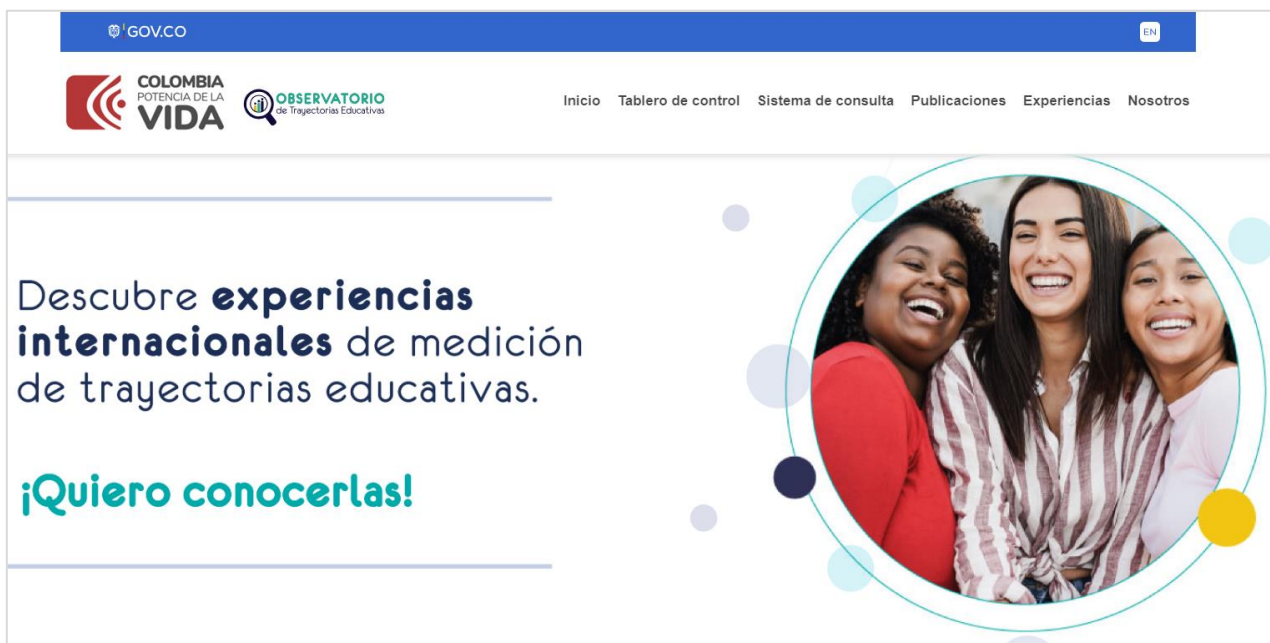 GOV.CO
EN
COLOMBIA
POTENCIA DE LA
VIDA
OBSERVATORIO
de Trayectorias Educativas
Inicio Tablero de control Sistema de consulta Publicaciones Experiencias Nosotros
Descubre experiencias
internacionales de medición
de trayectorias educativas.
¡Quiero conocerlas!